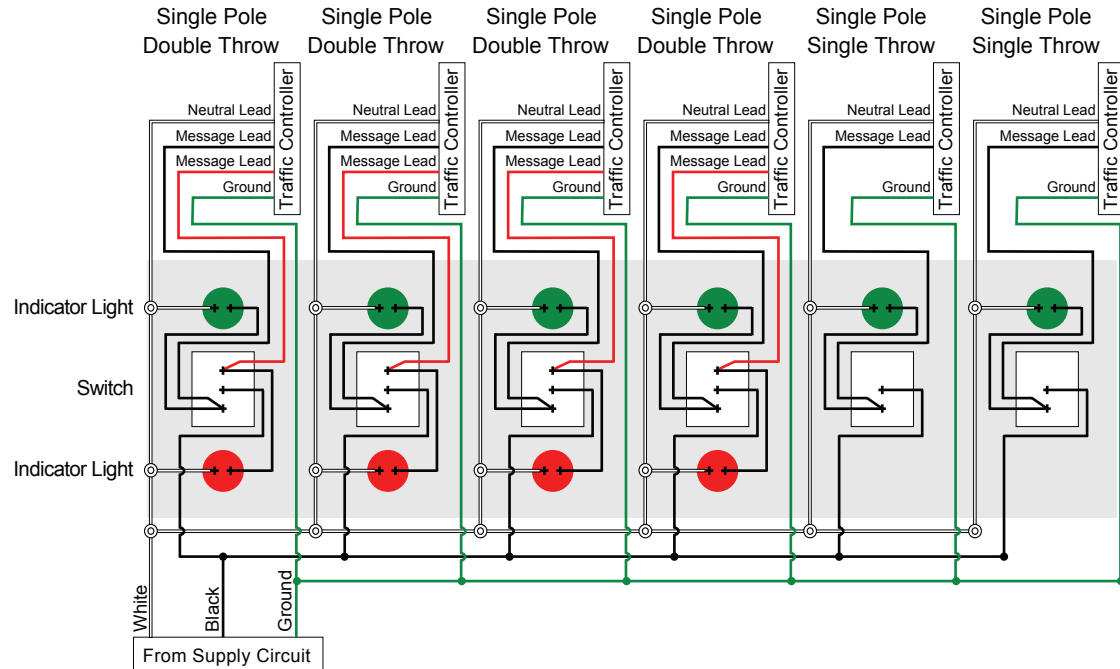 Single Pole
Double Throw
Single Pole
Double Throw
Single Pole
Double Throw
Single Pole
Double Throw
Single Pole
Single Throw
Single Pole
Single Throw
Neutral Lead
Message Lead
Message Lead
Ground
Traffic Controller
Neutral Lead
Message Lead
Message Lead
Ground
Traffic Controller
Neutral Lead
Message Lead
Message Lead
Ground
Traffic Controller
Neutral Lead
Message Lead
Message Lead
Ground
Traffic Controller
Neutral Lead
Message Lead
Ground
Traffic Controller
Neutral Lead
Message Lead
Ground
Traffic Controller
Indicator Light
Switch
Indicator Light
White
Black
Ground
From Supply Circuit